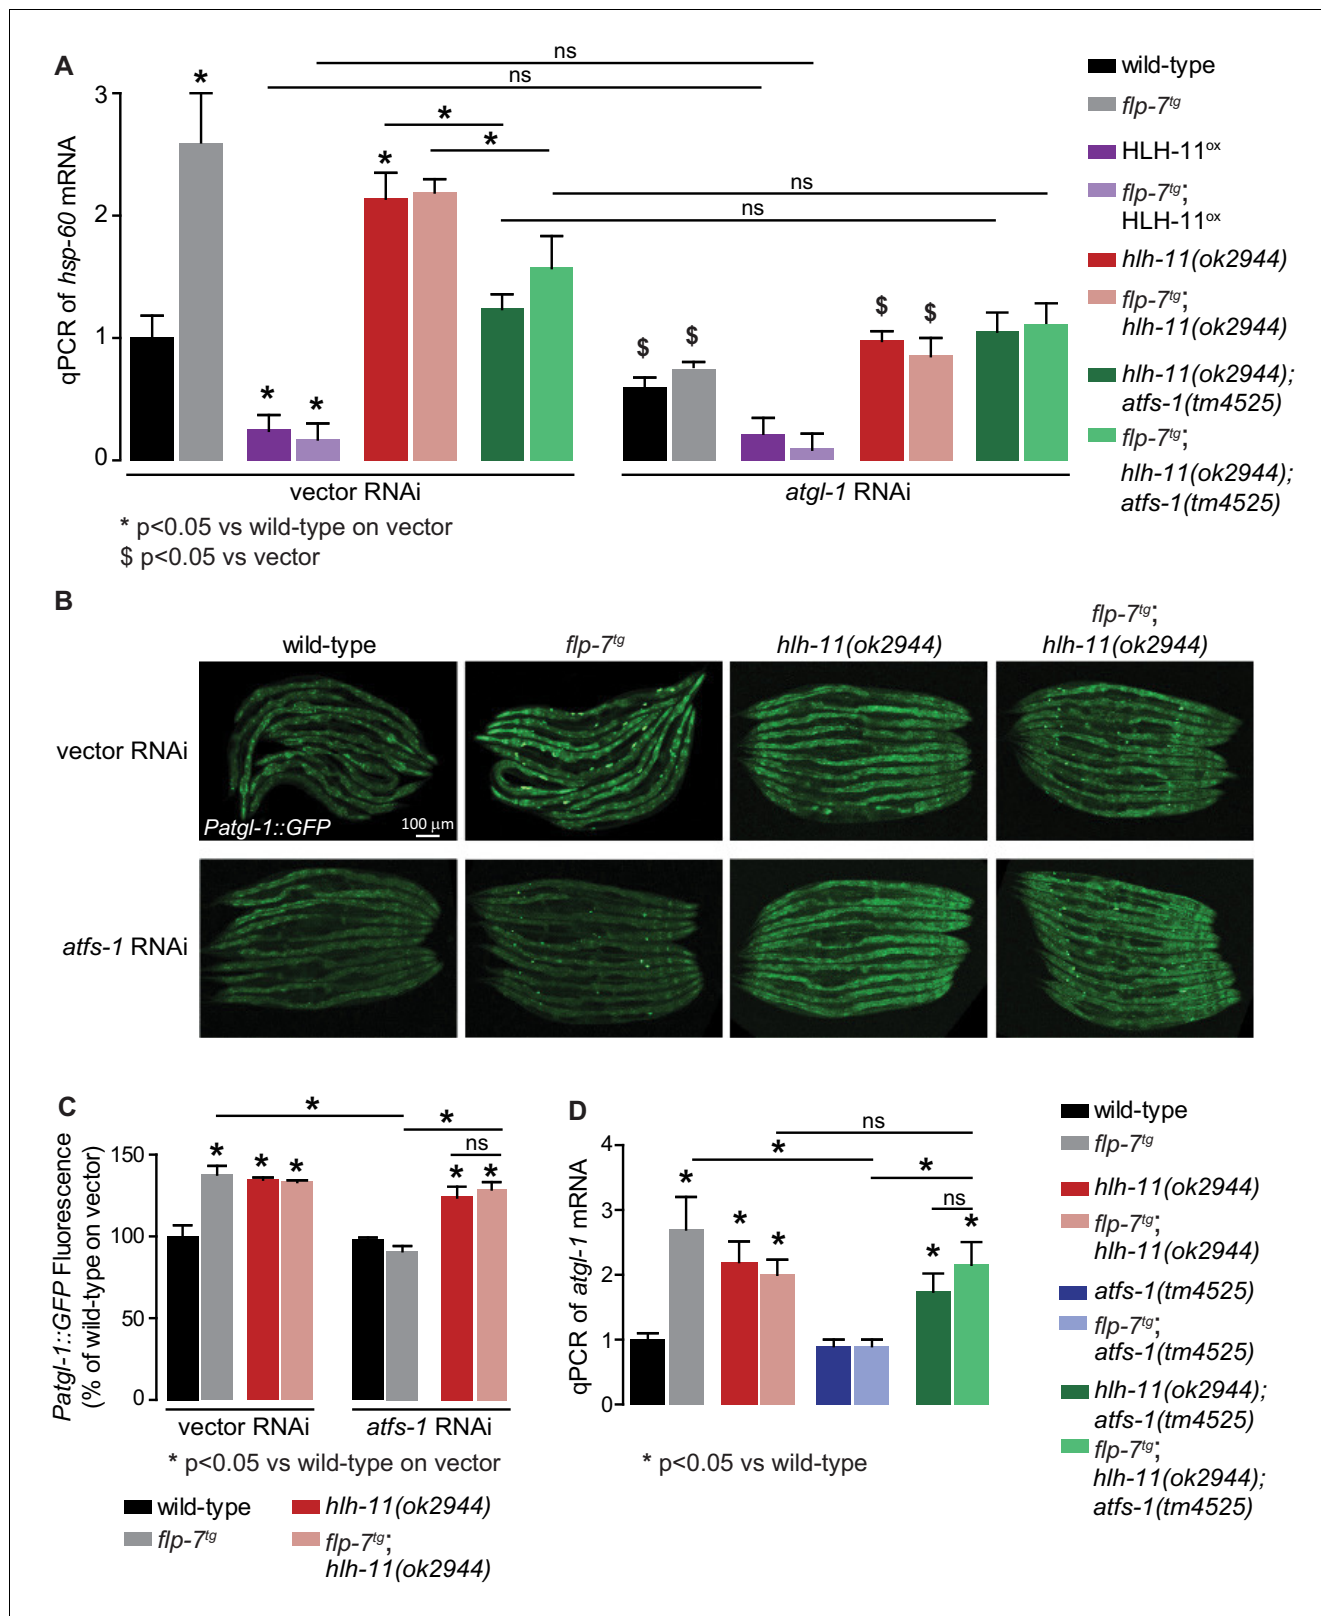 A
qPCR of hsp-60 mRNA
3
2
1
0
*
*
*
*
*
*
ns
ns
ns
ns
$
$
$
$
vector RNAi
atgl-1 RNAi
* p<0.05 vs wild-type on vector
$ p<0.05 vs vector
wild-type
flp-7tg
HLH-11ox
flp-7tg;
HLH-11ox
hlh-11(ok2944)
flp-7tg;
hlh-11(ok2944)
hlh-11(ok2944);
atfs-1(tm4525)
flp-7tg;
hlh-11(ok2944);
atfs-1(tm4525)
B
wild-type
flp-7tg
hlh-11(ok2944)
flp-7tg;
hlh-11(ok2944)
vector RNAi
Patgl-1::GFP
100 μm
atfs-1 RNAi
C
Patgl-1::GFP Fluorescence
(% of wild-type on vector)
150
100
50
0
*
*
*
*
*
ns
*
*
vector RNAi
atfs-1 RNAi
* p<0.05 vs wild-type on vector
wild-type
flp-7tg
hlh-11(ok2944)
flp-7tg;
hlh-11(ok2944)
D
qPCR of atgl-1 mRNA
4
3
2
1
0
ns
*
*
ns
*
*
*
*
*
* p<0.05 vs wild-type
wild-type
flp-7tg
hlh-11(ok2944)
flp-7tg;
hlh-11(ok2944)
atfs-1(tm4525)
flp-7tg;
atfs-1(tm4525)
hlh-11(ok2944);
atfs-1(tm4525)
flp-7tg;
hlh-11(ok2944);
atfs-1(tm4525)